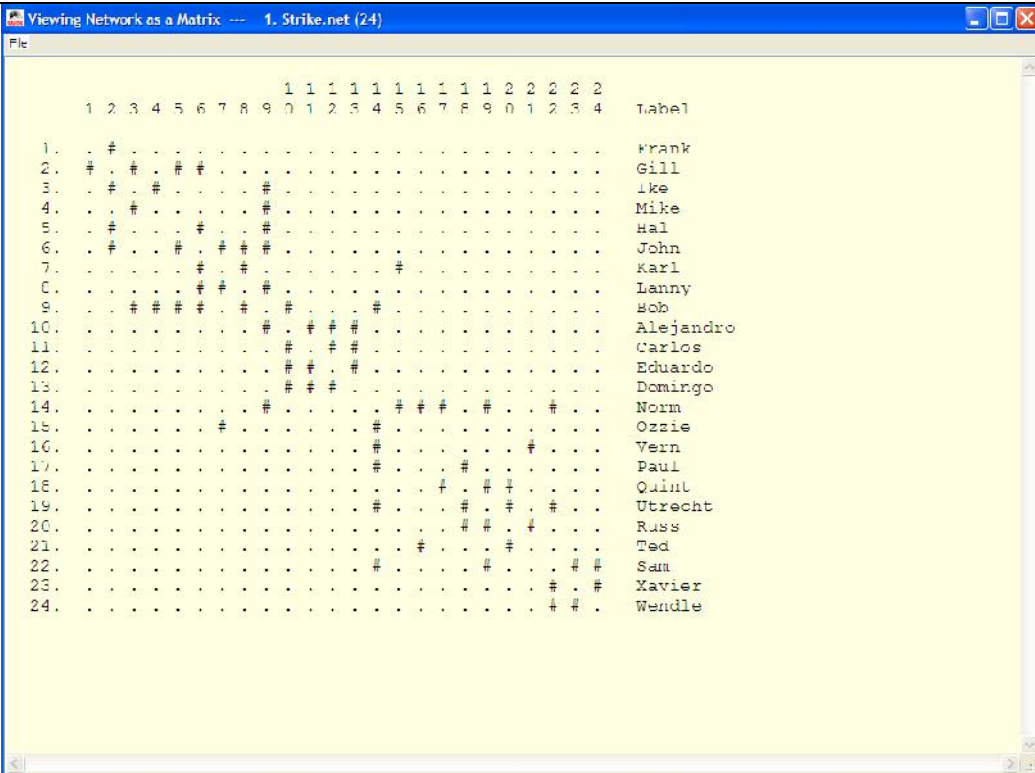 Viewing Network as a Matrix --- 1. Strike.net (24)
File
1 1 1 1 1 1 1 1 1 1 2 2 2 2 2
1 2 3 4 5 6 7 8 9 0 1 2 3 4 5 6 7 8 9 0 1 2 3 4 Label
1. . # . . . . . . . . . . . . . . . . . . . . . . Frank
2. # . # . # # . . . . . . . . . . . . . . . . . . Gill
3. . # . # . . . . # . . . . . . . . . . . . . . . Ike
4. . . # . . . . . # . . . . . . . . . . . . . . . Mike
5. . # . . . # . . # . . . . . . . . . . . . . . . Hal
6. . # . . # . # # # . . . . . . . . . . . . . . . John
7. . . . . . # . # . . . . . . # . . . . . . . . . Karl
8. . . . . . # # . # . . . . . . . . . . . . . . . Lanny
9. . . # # # # . # . # . . . # . . . . . . . . . . Bob
10. . . . . . . . . # . # # # . . . . . . . . . . . Alejandro
11. . . . . . . . . . # . # # . . . . . . . . . . . Carlos
12. . . . . . . . . . # # . # . . . . . . . . . . . Eduardo
13. . . . . . . . . . # # # . . . . . . . . . . . . Domingo
14. . . . . . . . . # . . . . . # # # . # . . # . . Norm
15. . . . . . . # . . . . . . # . . . . . . . . . . Ozzie
16. . . . . . . . . . . . . . # . . . . . . # . . . Vern
17. . . . . . . . . . . . . . # . . . # . . . . . . Paul
18. . . . . . . . . . . . . . . . . # . # # . . . . Quint
19. . . . . . . . . . . . . . # . . . # . # . # . . Utrecht
20. . . . . . . . . . . . . . . . . . # # . # . . . Russ
21. . . . . . . . . . . . . . . . # . . . # . . . . Ted
22. . . . . . . . . . . . . . # . . . . # . . . # # Sam
23. . . . . . . . . . . . . . . . . . . . . . # . # Xavier
24. . . . . . . . . . . . . . . . . . . . . . # # . Wendle